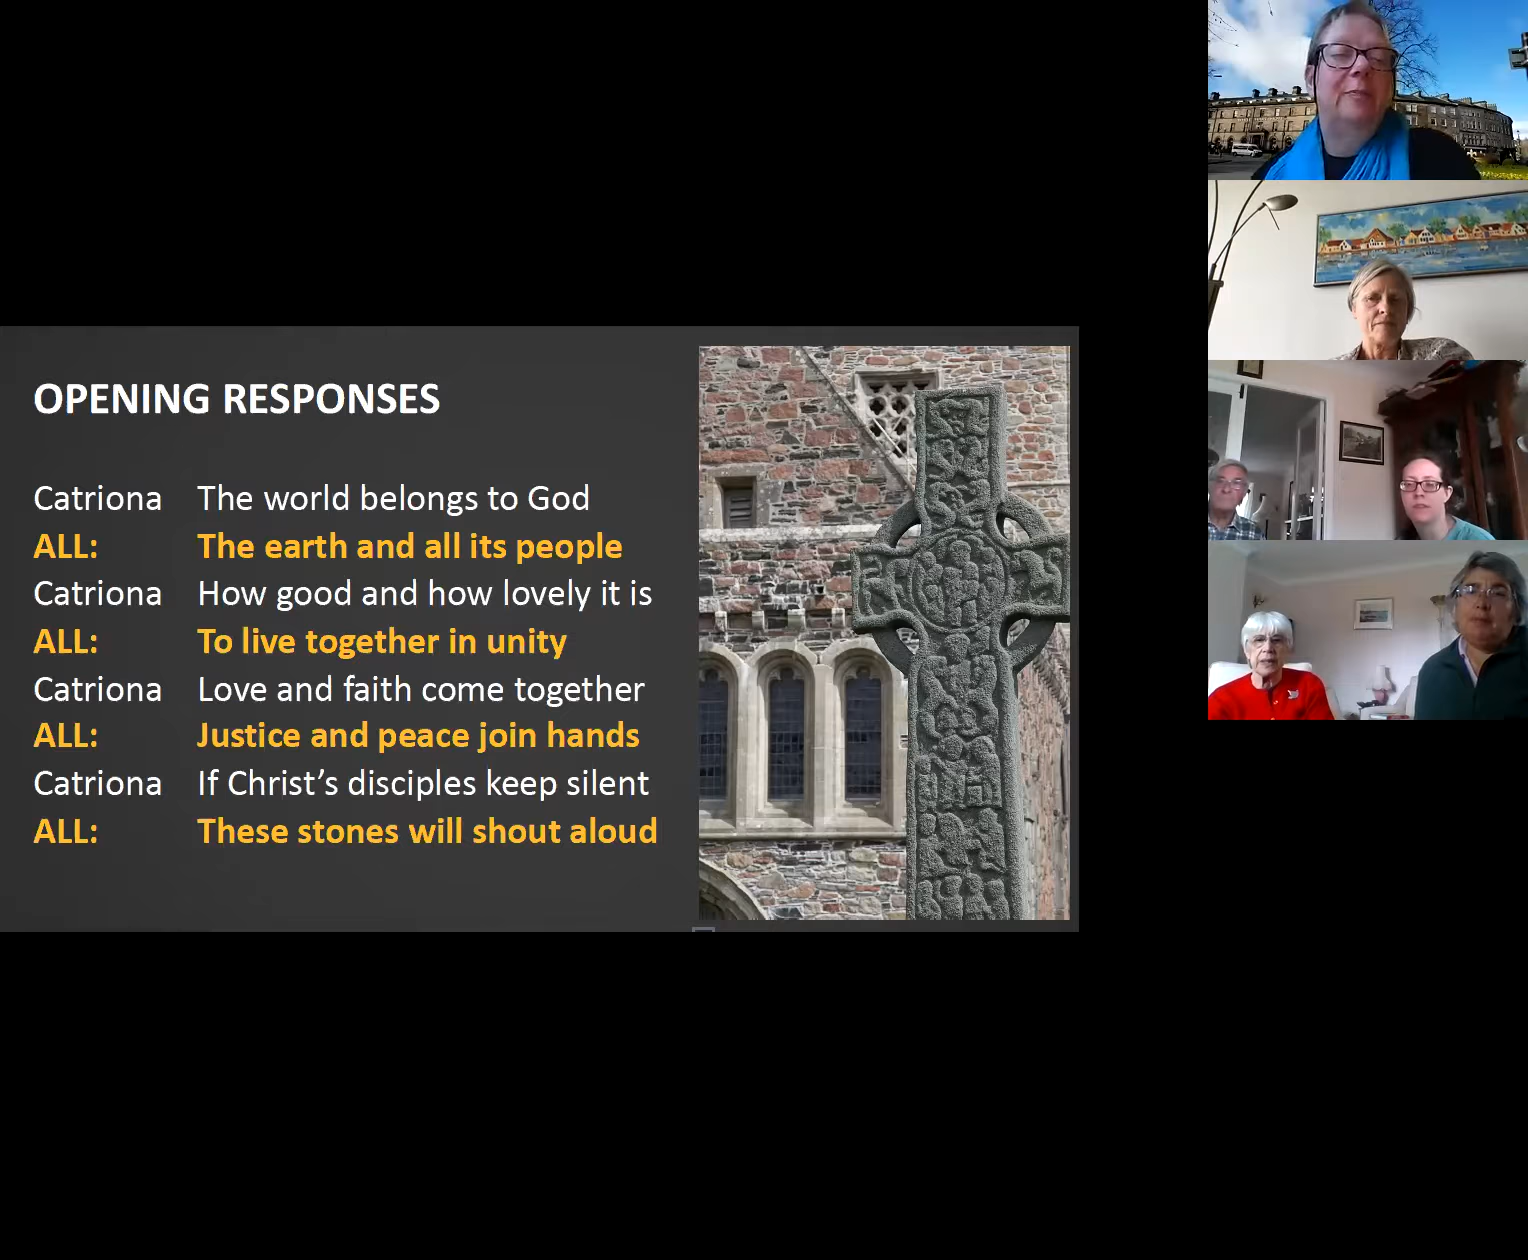 OPENING RESPONSES
Catriona The world belongs to God
ALL: The earth and all its people
Catriona How good and how lovely it is
ALL: To live together in unity
Catriona Love and faith come together
ALL: Justice and peace join hands
Catriona If Christ’s disciples keep silent
ALL: These stones will shout aloud